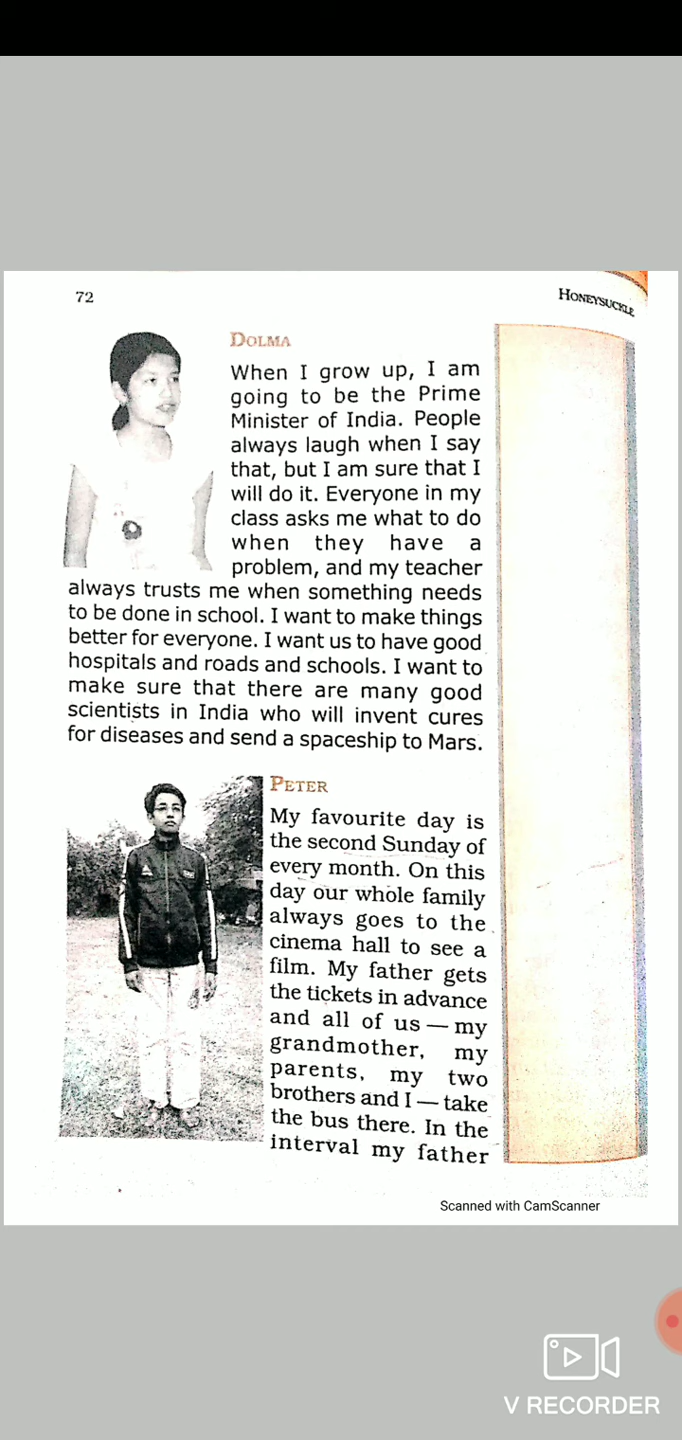 72
HONEYSUCKLE
DOLMA
When I grow up, I am
going to be the Prime
Minister of India. People
always laugh when I say
that, but I am sure that I
will do it. Everyone in my
class asks me what to do
when they have a
problem, and my teacher
always trusts me when something needs
to be done in school. I want to make things
better for everyone. I want us to have good
hospitals and roads and schools. I want to
make sure that there are many good
scientists in India who will invent cures
for diseases and send a spaceship to Mars.
PETER
My favourite day is
the second Sunday of
every month. On this
day our whole family
always goes to the
cinema hall to see a
film. My father gets
the tickets in advance
and all of us — my
grandmother, my
parents, my two
brothers and I — take
the bus there. In the
interval my father
Scanned with CamScanner
V RECORDER